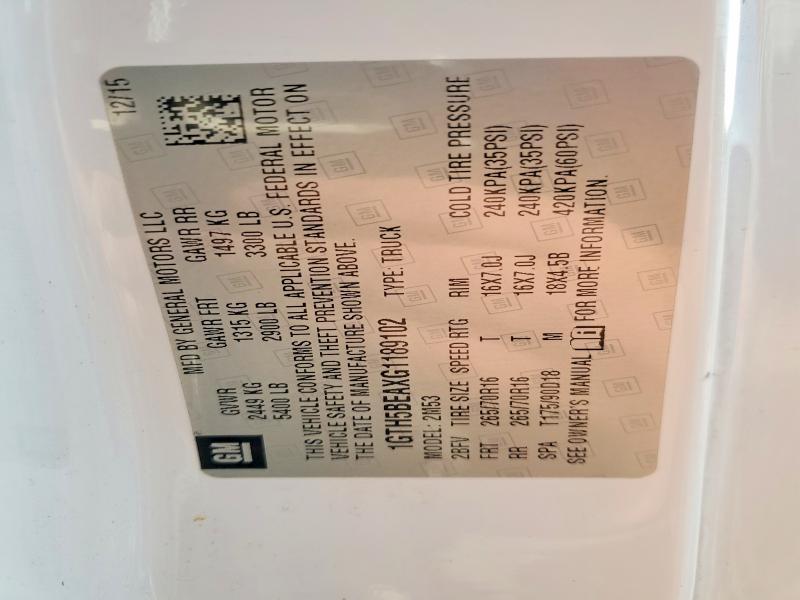 12/15
MFD BY GENERAL MOTORS LLC
GM
GVWR GAWR FRT GAWR RR
2449 KG 1315 KG 1497 KG
5400 LB 2900 LB 3300 LB
THIS VEHICLE CONFORMS TO ALL APPLICABLE U.S. FEDERAL MOTOR
VEHICLE SAFETY AND THEFT PREVENTION STANDARDS IN EFFECT ON
THE DATE OF MANUFACTURE SHOWN ABOVE.
1GTH5BEAXG1189102 TYPE: TRUCK
MODEL: 2M53
2BFV TIRE SIZE SPEED RTG RIM COLD TIRE PRESSURE
FRT 265/70R16 T 16X7.0J 240KPA(35PSI)
RR 265/70R16 T 16X7.0J 240KPA(35PSI)
SPA T175/90D18 M 18X4.5B 420KPA(60PSI)
SEE OWNER'S MANUAL FOR MORE INFORMATION.